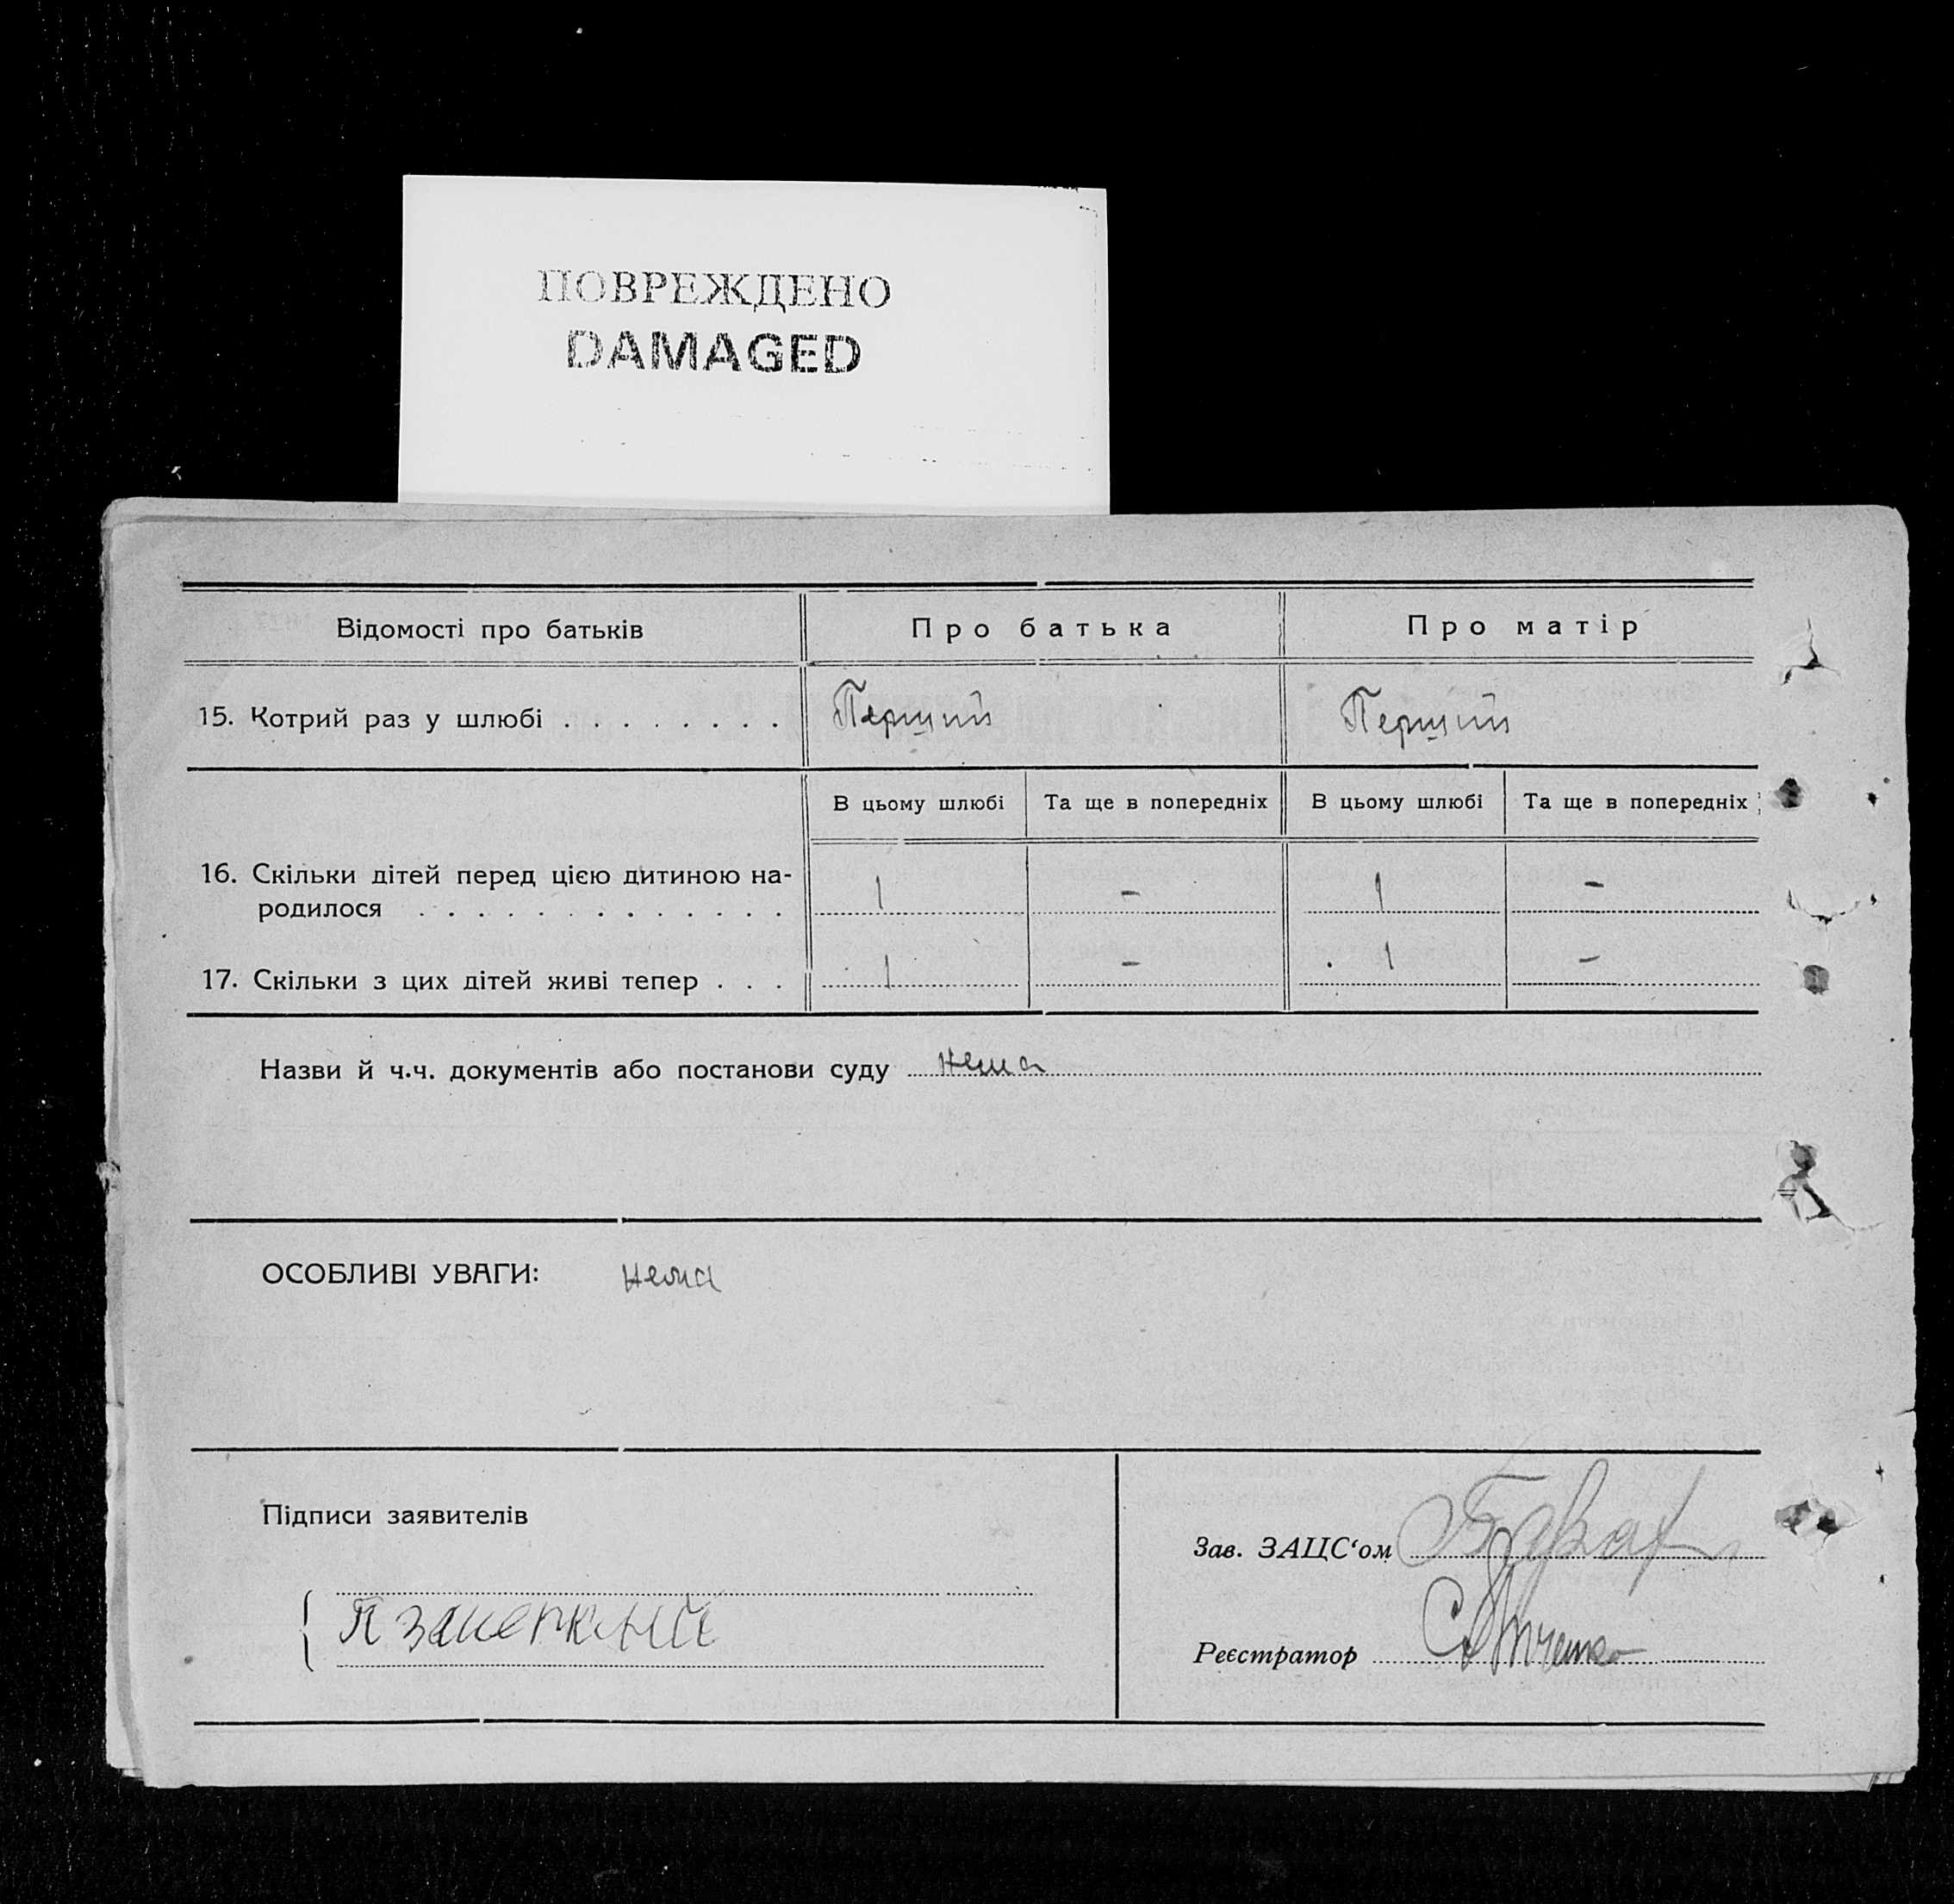 ПОВРЕЖДЕНО
DAMAGED
Відомості про батьків
Про батька
Про матір
15. Котрий раз у шлюбі . . . . . . . . Перший Перший
В цьому шлюбі Та ще в попередніх В цьому шлюбі Та ще в попередніх
16. Скільки дітей перед цією дитиною на-
родилося . . . . . . . . . . . . . 1 – 1 –
17. Скільки з цих дітей живі тепер . . . 1 – 1 –
Назви й ч.ч. документів або постанови суду нема
ОСОБЛИВІ УВАГИ: нема
Підписи заявителів
Зав. ЗАЦС‘ом
Реєстратор